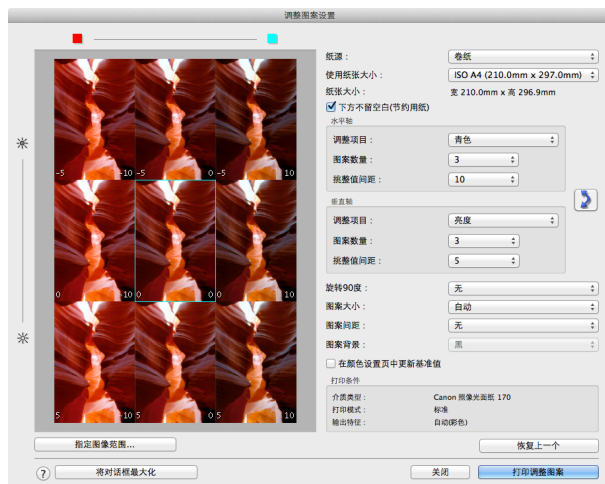 调整图案设置
纸源： 卷纸
使用纸张大小： ISO A4 (210.0mm x 297.0mm)
纸张大小： 宽 210.0mm x 高 296.9mm
下方不留空白(节约用纸)
水平轴
调整项目： 青色
图案数量： 3
挑整值间距： 10
垂直轴
调整项目： 亮度
图案数量： 3
挑整值间距： 5
旋转90度： 无
图案大小： 自动
图案间距： 无
图案背景： 黑
在颜色设置页中更新基准值
打印条件
介质类型： Canon 照像光面纸 170
打印模式： 标准
输出特征： 自动(彩色)
-5 -10 -5 0 -5 10
0 -10 0 0 0 10
5 -10 5 0 5 10
指定图像范围... 恢复上一个
? 将对话框最大化 关闭 打印调整图案